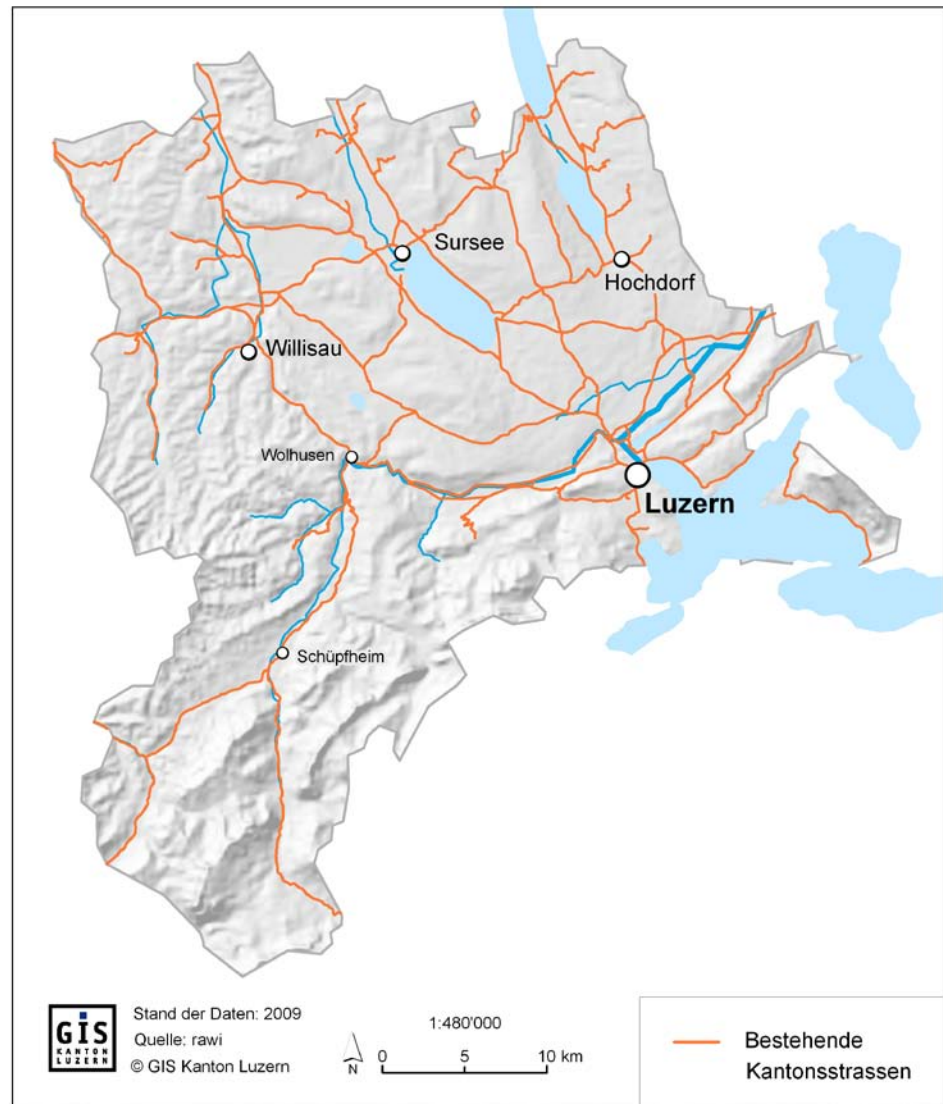 Sursee
Hochdorf
Willisau
Wolhusen
Luzern
Schüpfheim
GIS
KANTON
LUZERN
Stand der Daten: 2009
Quelle: rawi
© GIS Kanton Luzern
N
1:480'000
0 5 10 km
Bestehende
Kantonsstrassen